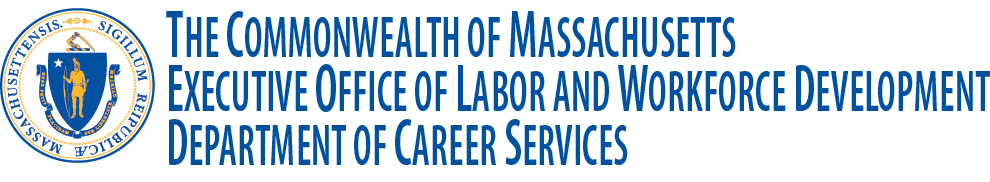 THE COMMONWEALTH OF MASSACHUSETTS
EXECUTIVE OFFICE OF LABOR AND WORKFORCE DEVELOPMENT
DEPARTMENT OF CAREER SERVICES
SIGILLUM REIPUBLICÆ MASSACHUSETTENSIS